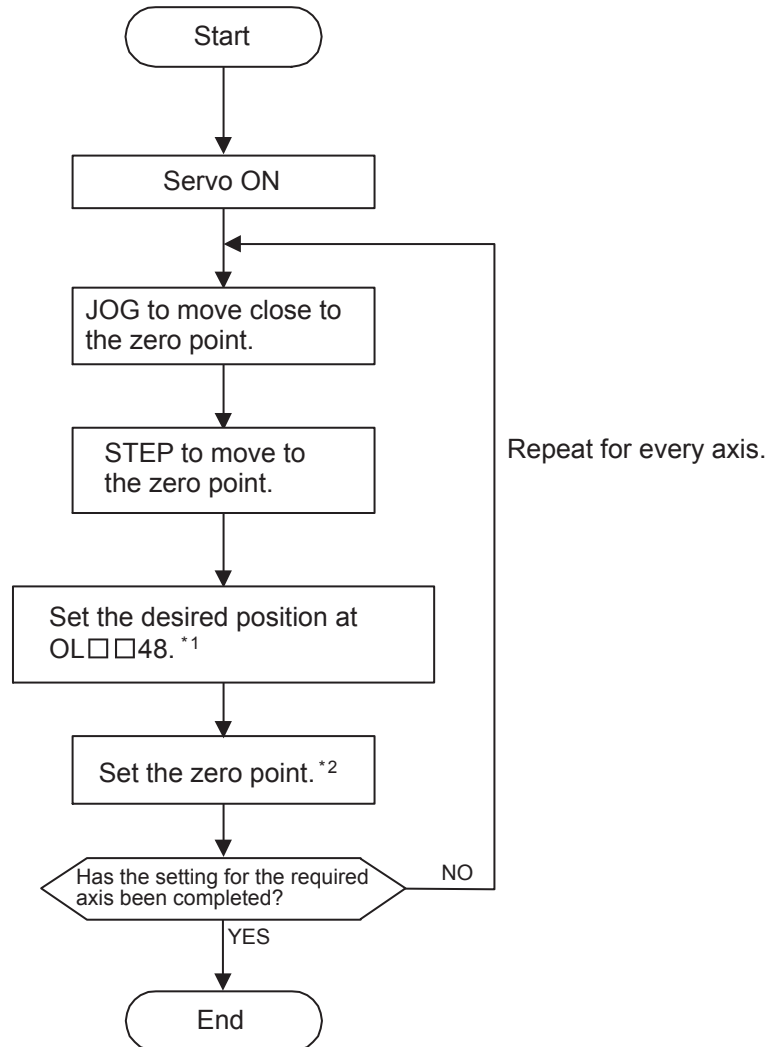 Start
Servo ON
JOG to move close to
the zero point.
STEP to move to
the zero point.
Repeat for every axis.
Set the desired position at
OL□□48. *1
Set the zero point. *2
Has the setting for the required
axis been completed?
NO
YES
End